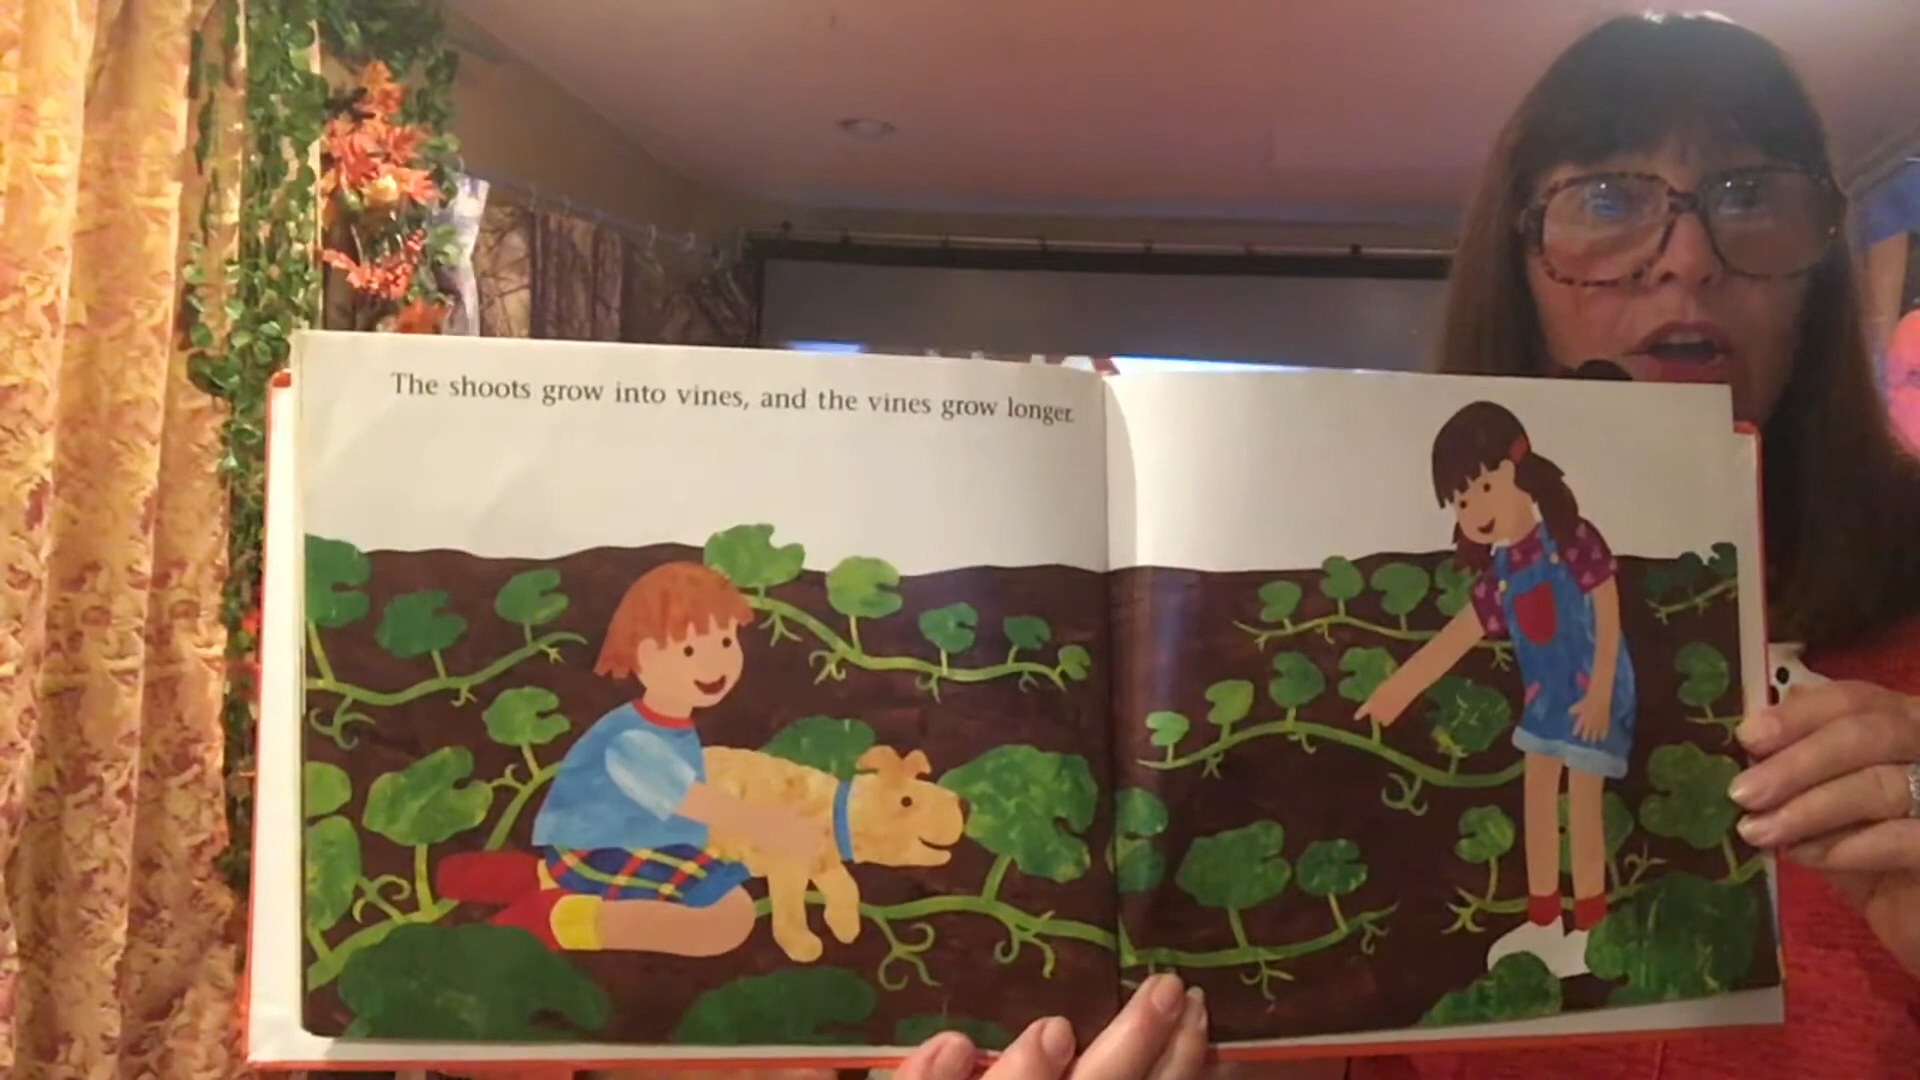 The shoots grow into vines, and the vines grow longer.